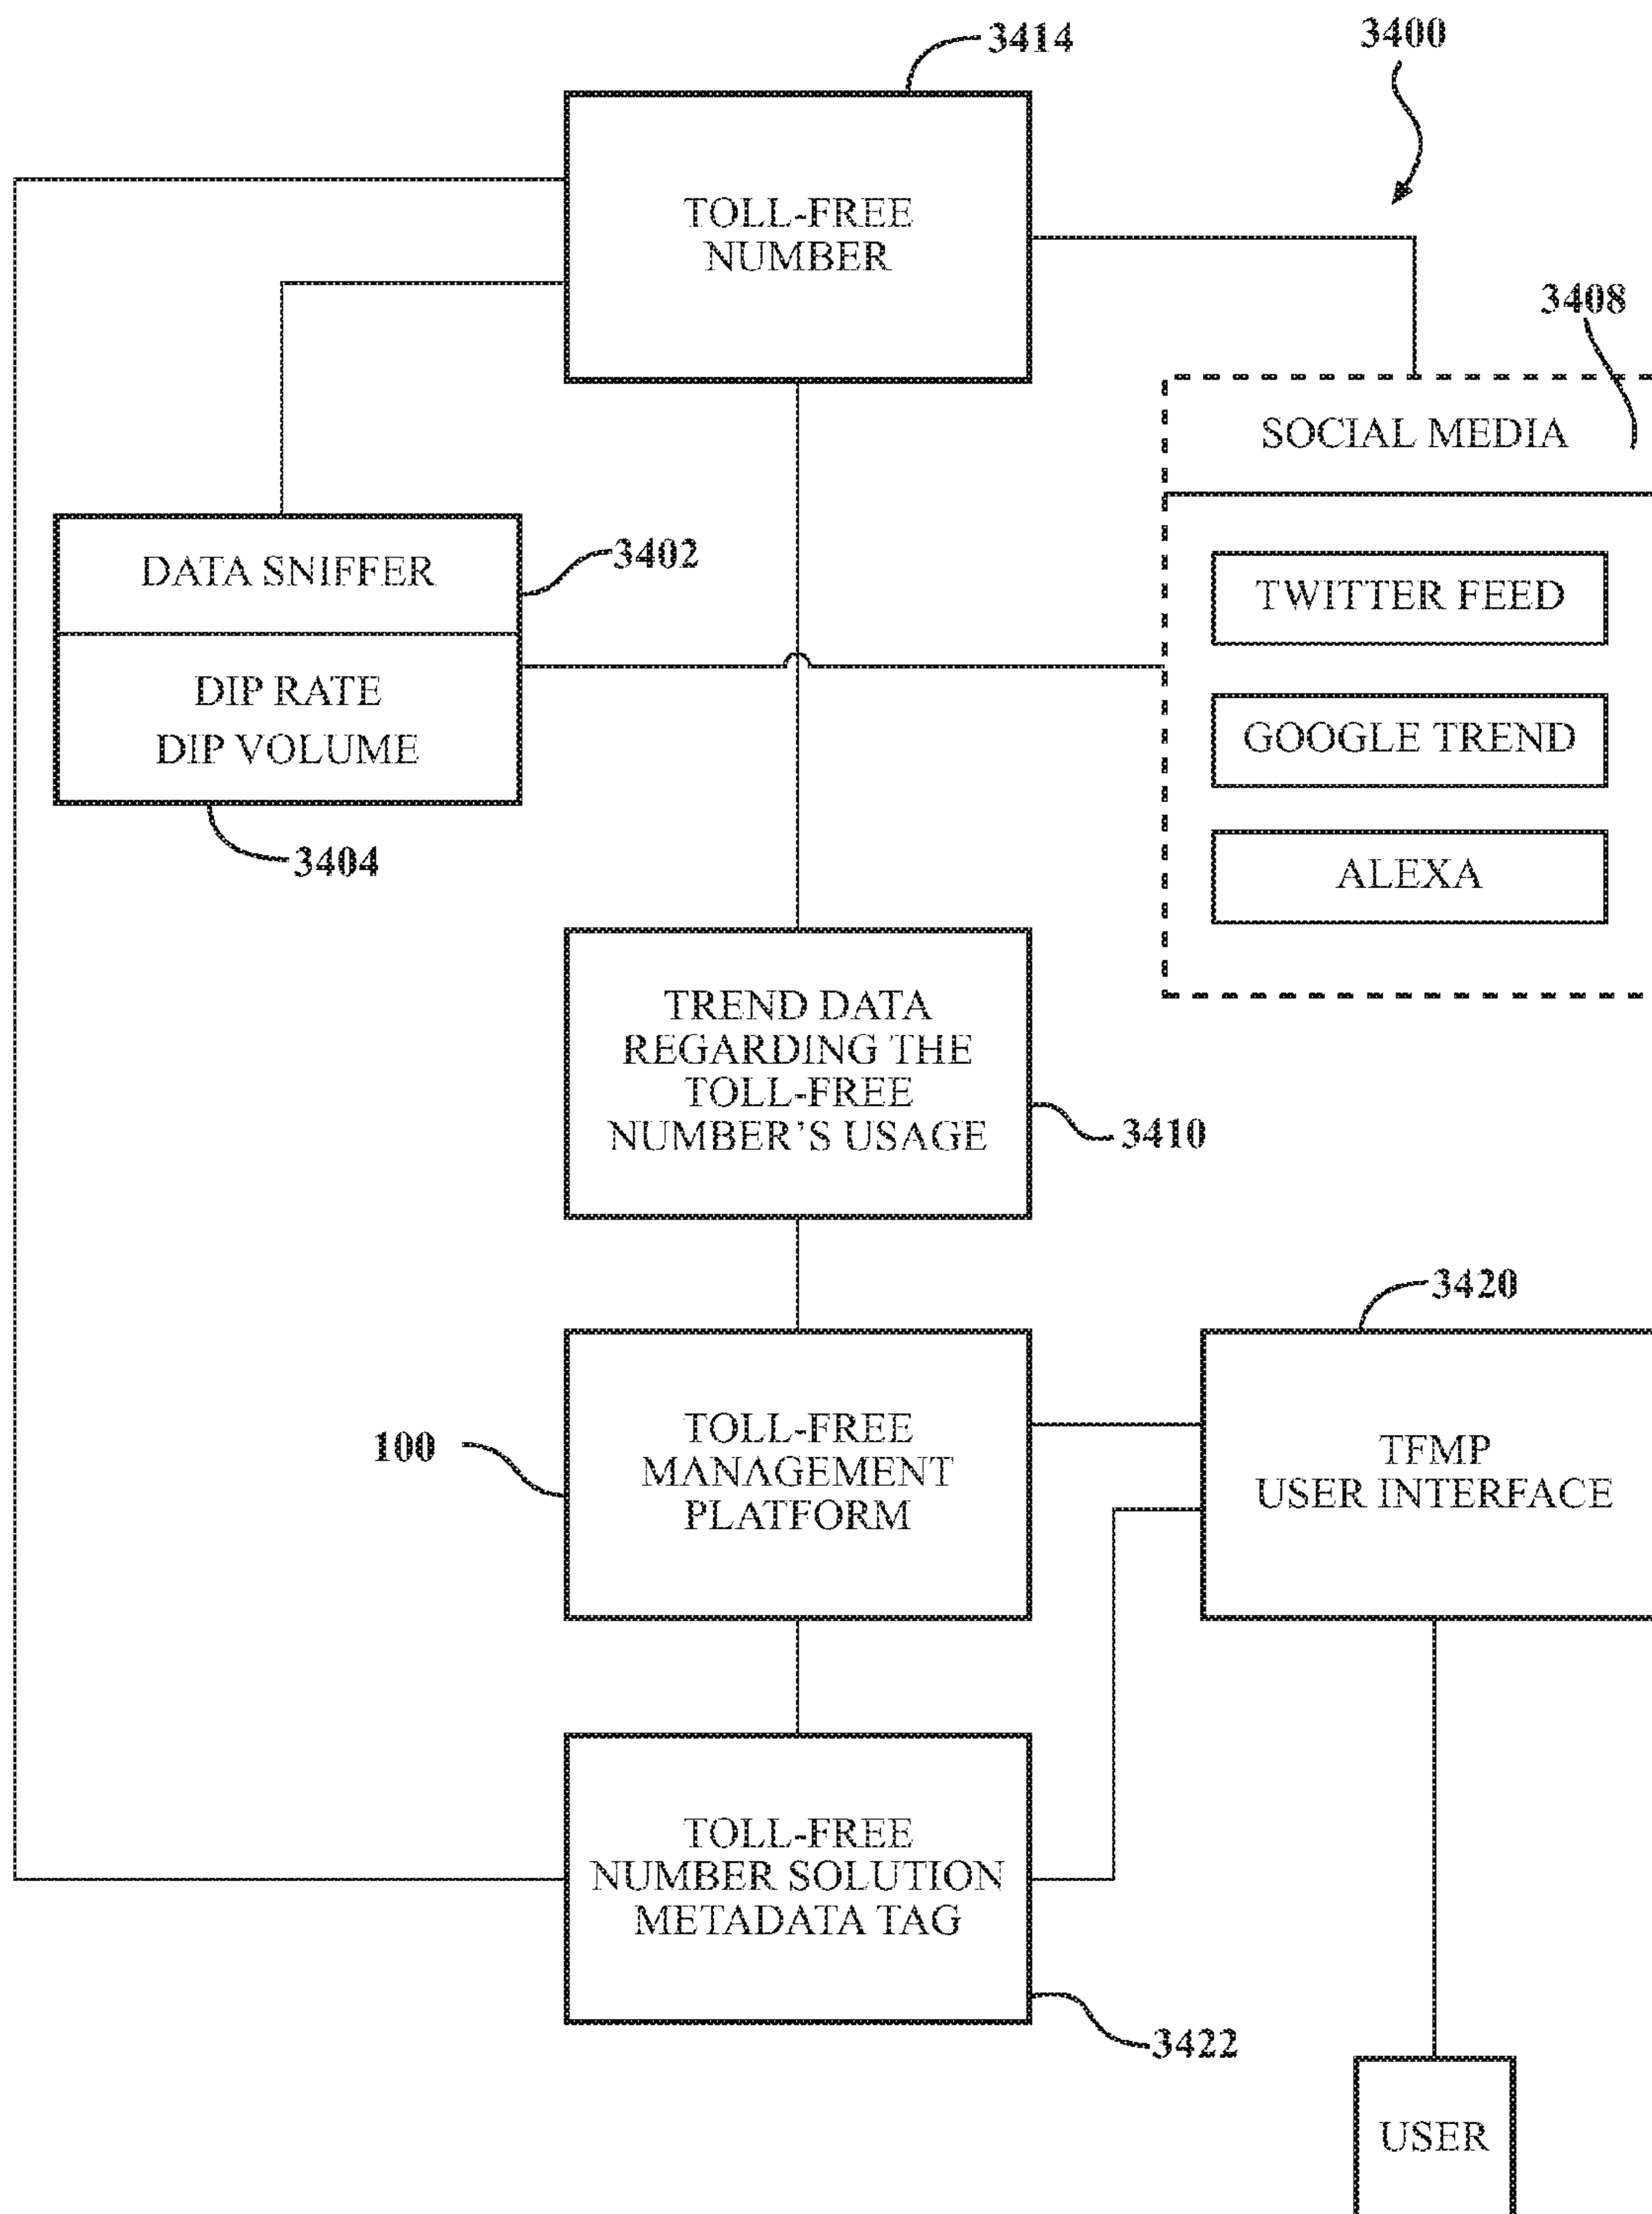 3414
3400
TOLL-FREE
NUMBER
3408
SOCIAL MEDIA
DATA SNIFFER
3402
TWITTER FEED
DIP RATE
DIP VOLUME
GOOGLE TREND
3404
ALEXA
TREND DATA
REGARDING THE
TOLL-FREE
NUMBER'S USAGE
3410
3420
100
TOLL-FREE
MANAGEMENT
PLATFORM
TFMP
USER INTERFACE
TOLL-FREE
NUMBER SOLUTION
METADATA TAG
3422
USER